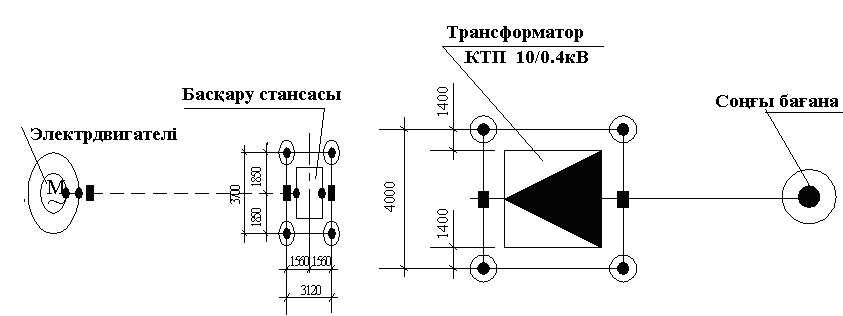 Трансформатор
КТП 10/0.4кВ
Басқару стансасы
Соңғы бағана
Электрдвигателі
М
~
1400
4000
1400
3700
1850
1850
1560 1560
3120